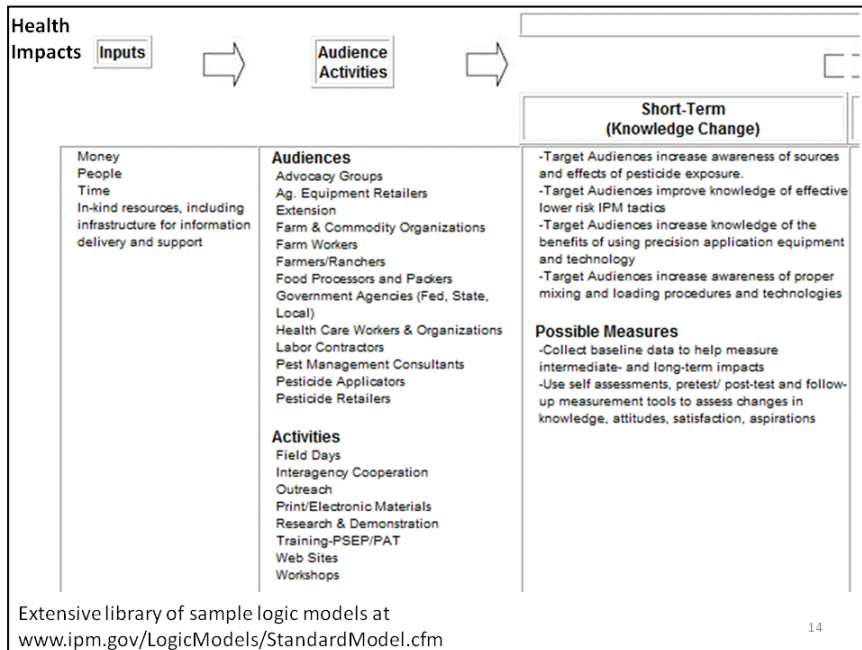 Health
Impacts
Inputs
Audience
Activities
Short-Term
(Knowledge Change)
Money
People
Time
In-kind resources, including
infrastructure for information
delivery and support
Audiences
Advocacy Groups
Ag. Equipment Retailers
Extension
Farm & Commodity Organizations
Farm Workers
Farmers/Ranchers
Food Processors and Packers
Government Agencies (Fed, State,
Local)
Health Care Workers & Organizations
Labor Contractors
Pest Management Consultants
Pesticide Applicators
Pesticide Retailers
Activities
Field Days
Interagency Cooperation
Outreach
Print/Electronic Materials
Research & Demonstration
Training-PSEP/PAT
Web Sites
Workshops
-Target Audiences increase awareness of sources
and effects of pesticide exposure.
-Target Audiences improve knowledge of effective
lower risk IPM tactics
-Target Audiences increase knowledge of the
benefits of using precision application equipment
and technology
-Target Audiences increase awareness of proper
mixing and loading procedures and technologies
Possible Measures
-Collect baseline data to help measure
intermediate- and long-term impacts
-Use self assessments, pretest/ post-test and follow-
up measurement tools to assess changes in
knowledge, attitudes, satisfaction, aspirations
Extensive library of sample logic models at
www.ipm.gov/LogicModels/StandardModel.cfm
14